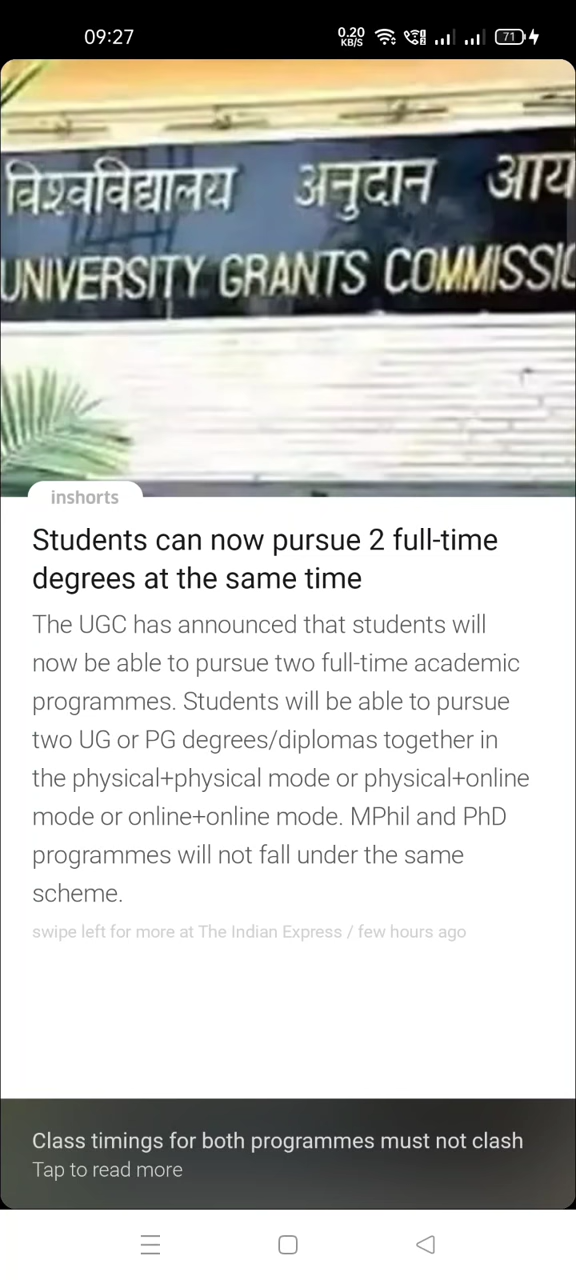 09:27
0.20
KB/S
71
विश्वविद्यालय अनुदान आय
UNIVERSITY GRANTS COMMISSIO
inshorts
Students can now pursue 2 full-time
degrees at the same time
The UGC has announced that students will
now be able to pursue two full-time academic
programmes. Students will be able to pursue
two UG or PG degrees/diplomas together in
the physical+physical mode or physical+online
mode or online+online mode. MPhil and PhD
programmes will not fall under the same
scheme.
swipe left for more at The Indian Express / few hours ago
Class timings for both programmes must not clash
Tap to read more